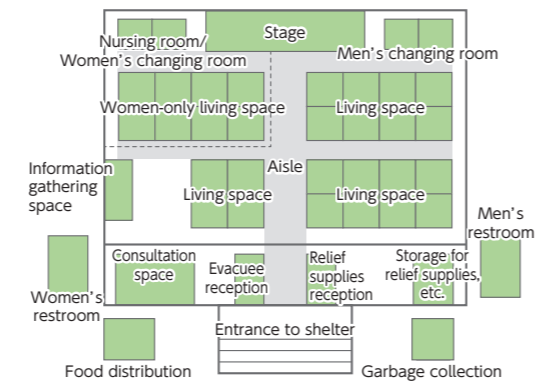 Stage
Nursing room/
Women's changing room
Men's changing room
Women-only living space
Living space
Aisle
Information
gathering
space
Living space
Living space
Men's
restroom
Consultation
space
Evacuee
reception
Relief
supplies
reception
Storage for
relief supplies,
etc.
Women's
restroom
Entrance to shelter
Food distribution
Garbage collection